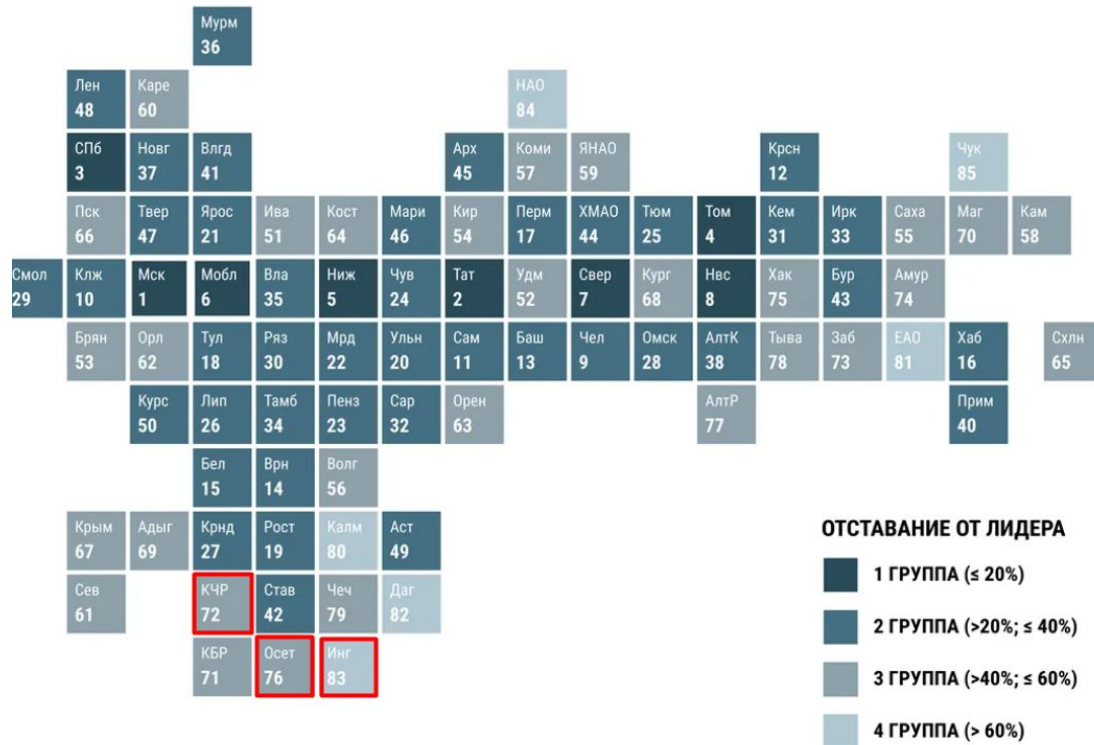 Мурм
36
Лен Каре НАО
48 60 84
СПб Новг Влгд Арх Коми ЯНАО Крсн Чук
3 37 41 45 57 59 12 85
Пск Твер Ярос Ива Кост Мари Кир Перм ХМАО Тюм Том Кем Ирк Саха Маг Кам
66 47 21 51 64 46 54 17 44 25 4 31 33 55 70 58
Смол Клж Мск Мобл Вла Ниж Чув Тат Удм Свер Кург Нвс Хак Бур Амур
29 10 1 6 35 5 24 2 52 7 68 8 75 43 74
Брян Орл Тул Ряз Мрд Ульн Сам Баш Чел Омск АлтК Тыва Заб ЕАО Хаб Схлн
53 62 18 30 22 20 11 13 9 28 38 78 73 81 16 65
Курс Лип Тамб Пенз Сар Орен АлтР Прим
50 26 34 23 32 63 77 40
Бел Врн Волг
15 14 56
Крым Адыг Крнд Рост Калм Аст
67 69 27 19 80 49
Сев КЧР Став Чеч Даг
61 72 42 79 82
КБР Осет Инг
71 76 83
ОТСТАВАНИЕ ОТ ЛИДЕРА
1 ГРУППА (≤ 20%)
2 ГРУППА (>20%; ≤ 40%)
3 ГРУППА (>40%; ≤ 60%)
4 ГРУППА (> 60%)